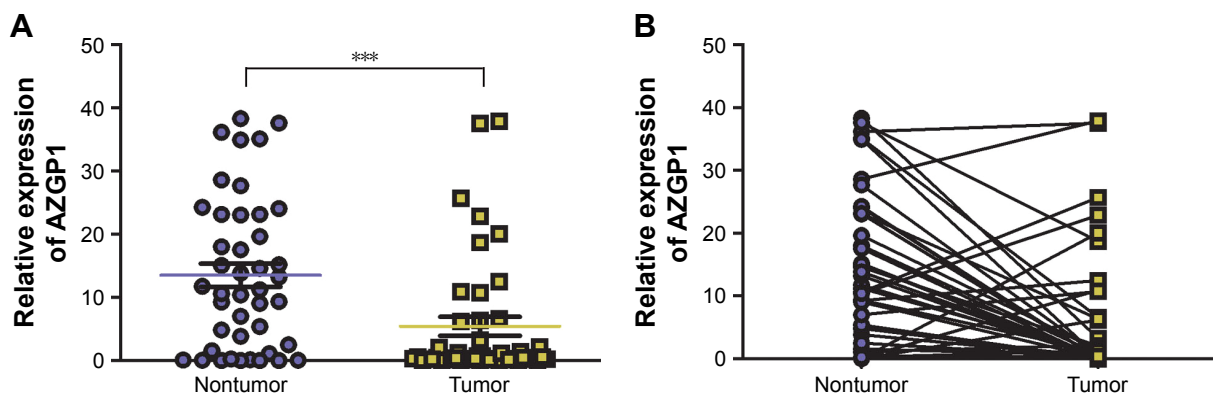 A
Relative expression
of AZGP1
50
40
30
20
10
0
***
Nontumor
Tumor
B
Relative expression
of AZGP1
50
40
30
20
10
0
Nontumor
Tumor